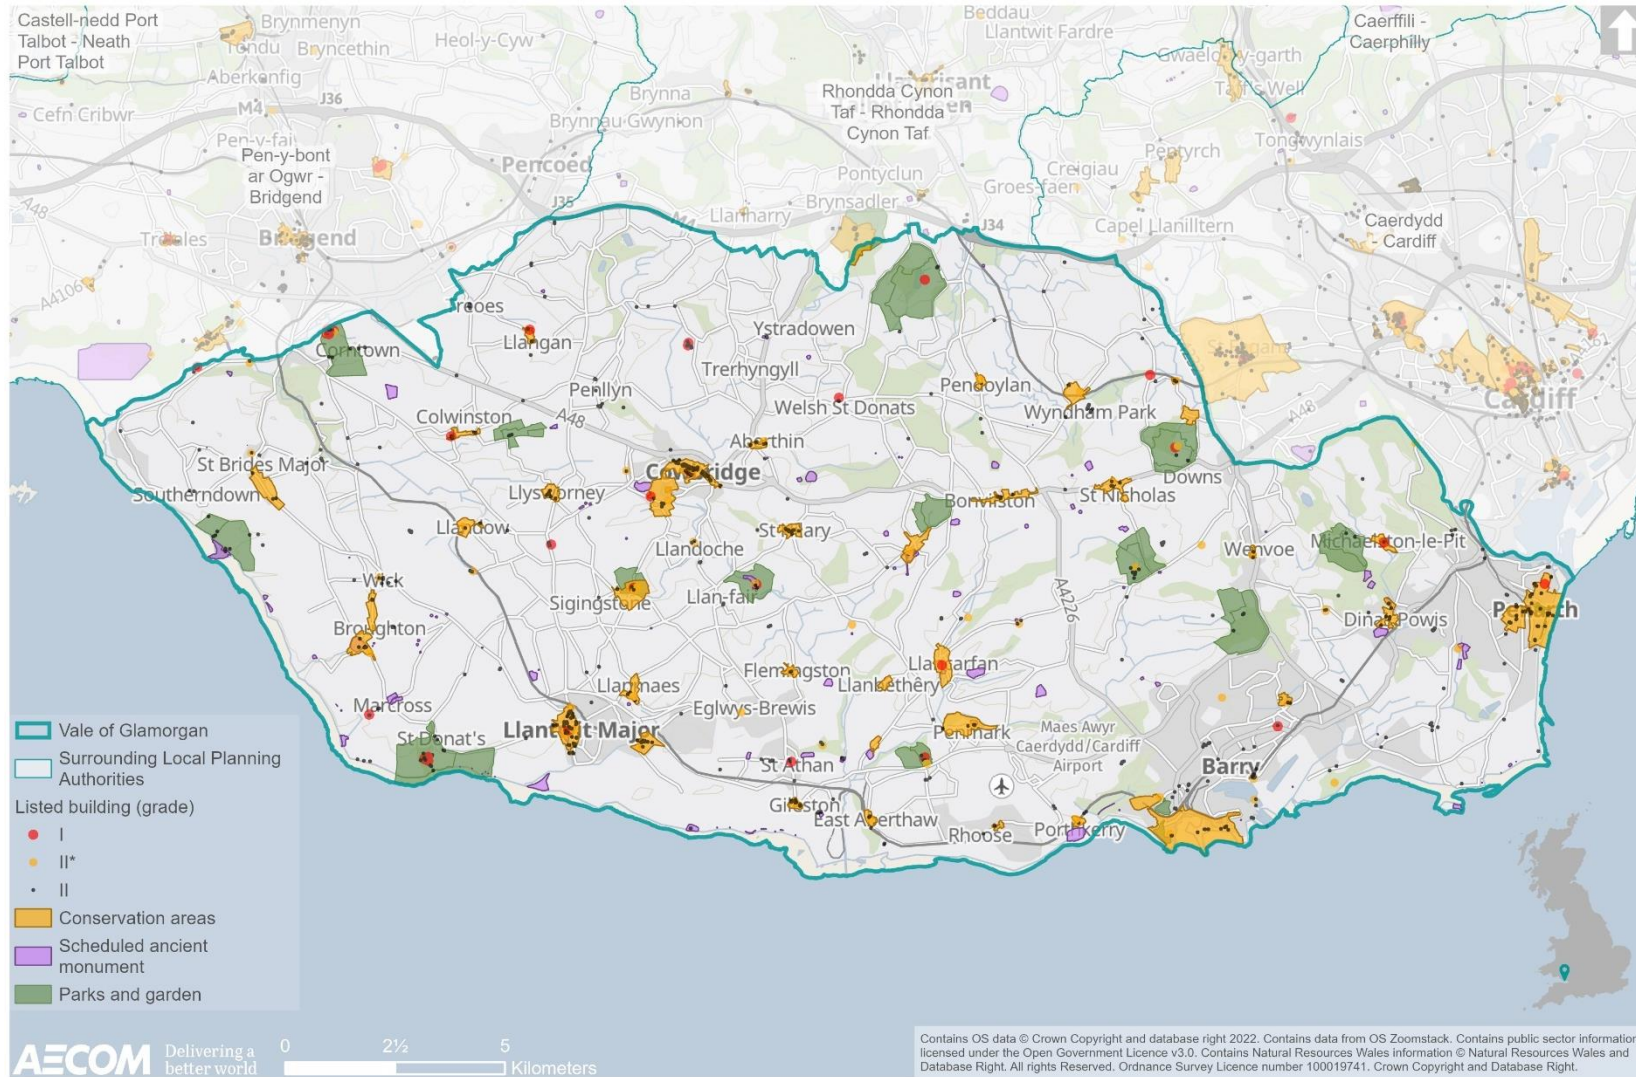 Castell-nedd Port
Talbot - Neath
Port Talbot
Brynmenyn
Tondu
Bryncethin
Heol-y-Cyw
Beddau
Llantwit Fardre
Caerffili -
Caerphilly
Aberkenfig
M4
J36
Cefn Cribwr
Brynna
Brynnau Gwynion
Rhondda Cynon
Taf - Rhondda
Cynon Taf
Taff's Well
Tongwynlais
Pen-y-fai
Pen-y-bont
ar Ogwr -
Bridgend
Pencoed
Pontyclun
Groes-faen
Creigiau
Pentyrch
A48
J35
Llanharry
Brynsadler
J34
Capel Llanilltern
Caerdydd
- Cardiff
Bridgend
A4106
Llangan
Corntown
Ystradowen
Trerhyngyll
Penllyn
Pendoylan
Colwinston
A48
Welsh St Donats
Wyndham Park
A48
Cardiff
Aberthin
St Brides Major
Cowbridge
Southerndown
Downs
Bonvilston
St Nicholas
Llandow
St Hilary
Llandoche
Wenvoe
Michaelston-le-Pit
Wick
Sigingstone
Llan-fair
A4226
Dinas Powis
Penarth
Broughton
Flemingston
Llancarfan
Llanbethêry
Llanmaes
Marcross
Eglwys-Brewis
St Donat's
Llantwit Major
Penmark
Maes Awyr
Caerdydd/Cardiff
Airport
St Athan
Barry
Gileston
East Aberthaw
Rhoose
Porthkerry
Vale of Glamorgan
Surrounding Local Planning
Authorities
Listed building (grade)
I
II*
II
Conservation areas
Scheduled ancient
monument
Parks and garden
AECOM
Delivering a
better world
0 2½ 5
Kilometers
Contains OS data © Crown Copyright and database right 2022. Contains data from OS Zoomstack. Contains public sector information
licensed under the Open Government Licence v3.0. Contains Natural Resources Wales information © Natural Resources Wales and
Database Right. All rights Reserved. Ordnance Survey Licence number 100019741. Crown Copyright and Database Right.